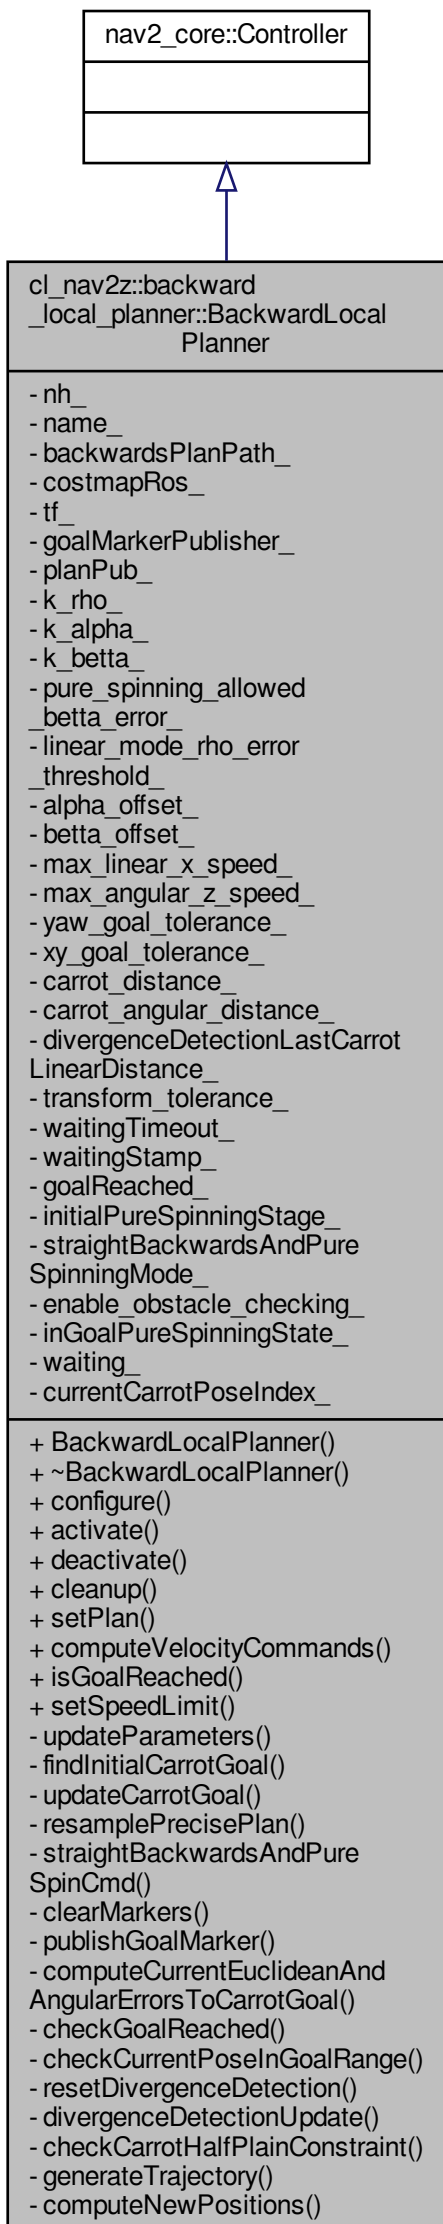 nav2_core::Controller
cl_nav2z::backward
_local_planner::BackwardLocal
Planner
- nh_
- name_
- backwardsPlanPath_
- costmapRos_
- tf_
- goalMarkerPublisher_
- planPub_
- k_rho_
- k_alpha_
- k_betta_
- pure_spinning_allowed
_betta_error_
- linear_mode_rho_error
_threshold_
- alpha_offset_
- betta_offset_
- max_linear_x_speed_
- max_angular_z_speed_
- yaw_goal_tolerance_
- xy_goal_tolerance_
- carrot_distance_
- carrot_angular_distance_
- divergenceDetectionLastCarrot
LinearDistance_
- transform_tolerance_
- waitingTimeout_
- waitingStamp_
- goalReached_
- initialPureSpinningStage_
- straightBackwardsAndPure
SpinningMode_
- enable_obstacle_checking_
- inGoalPureSpinningState_
- waiting_
- currentCarrotPoseIndex_
+ BackwardLocalPlanner()
+ ~BackwardLocalPlanner()
+ configure()
+ activate()
+ deactivate()
+ cleanup()
+ setPlan()
+ computeVelocityCommands()
+ isGoalReached()
+ setSpeedLimit()
- updateParameters()
- findInitialCarrotGoal()
- updateCarrotGoal()
- resamplePrecisePlan()
- straightBackwardsAndPure
SpinCmd()
- clearMarkers()
- publishGoalMarker()
- computeCurrentEuclideanAnd
AngularErrorsToCarrotGoal()
- checkGoalReached()
- checkCurrentPoseInGoalRange()
- resetDivergenceDetection()
- divergenceDetectionUpdate()
- checkCarrotHalfPlainConstraint()
- generateTrajectory()
- computeNewPositions()